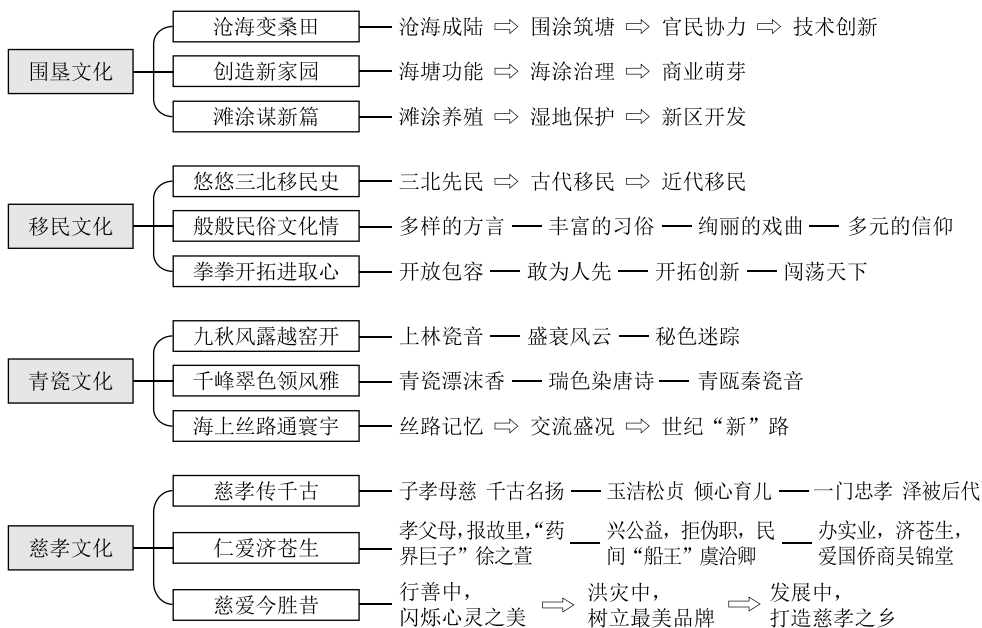 围垦文化
沧海变桑田
沧海成陆 ⇨ 围涂筑塘 ⇨ 官民协力 ⇨ 技术创新
创造新家园
海塘功能 ⇨ 海涂治理 ⇨ 商业萌芽
滩涂谋新篇
滩涂养殖 ⇨ 湿地保护 ⇨ 新区开发
移民文化
悠悠三北移民史
三北先民 ⇨ 古代移民 ⇨ 近代移民
般般民俗文化情
多样的方言 — 丰富的习俗 — 绚丽的戏曲 — 多元的信仰
拳拳开拓进取心
开放包容 — 敢为人先 — 开拓创新 — 闯荡天下
青瓷文化
九秋风露越窑开
上林瓷音 — 盛衰风云 — 秘色迷踪
千峰翠色领风雅
青瓷漂沫香 — 瑞色染唐诗 — 青瓯秦瓷音
海上丝路通寰宇
丝路记忆 ⇨ 交流盛况 ⇨ 世纪“新”路
慈孝文化
慈孝传千古
子孝母慈 千古名扬 — 玉洁松贞 倾心育儿 — 一门忠孝 泽被后代
仁爱济苍生
孝父母,报故里,“药
界巨子”徐之萱
兴公益,拒伪职,民
间“船王”虞洽卿
办实业,济苍生,
爱国侨商吴锦堂
慈爱今胜昔
行善中,
闪烁心灵之美
洪灾中,
树立最美品牌
发展中,
打造慈孝之乡